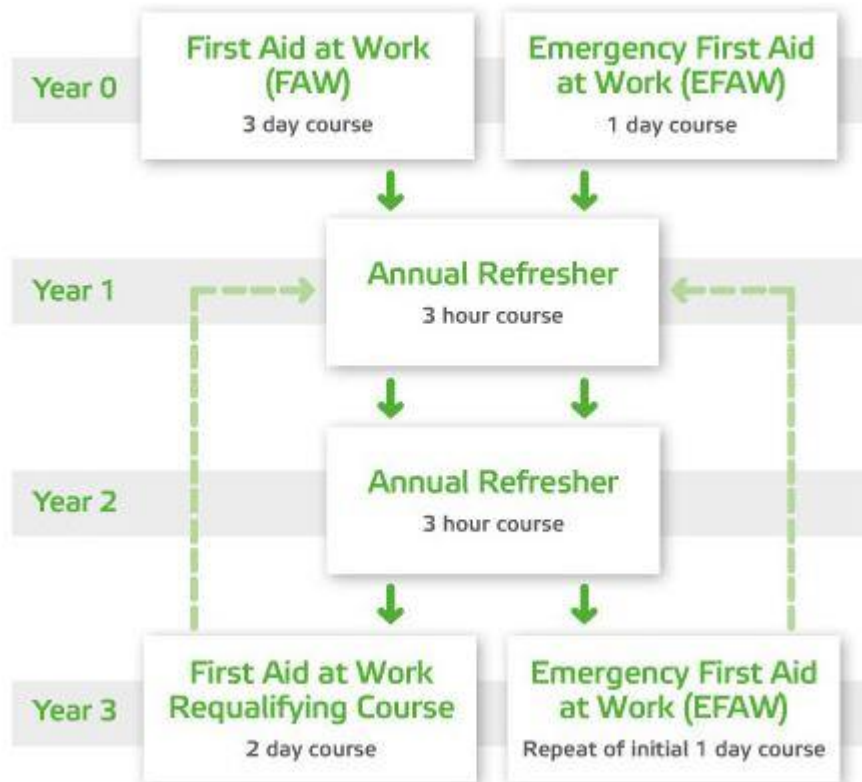 Year 0
First Aid at Work
(FAW)
3 day course
Emergency First Aid
at Work (EFAW)
1 day course
Year 1
Annual Refresher
3 hour course
Year 2
Annual Refresher
3 hour course
Year 3
First Aid at Work
Requalifying Course
2 day course
Emergency First Aid
at Work (EFAW)
Repeat of initial 1 day course